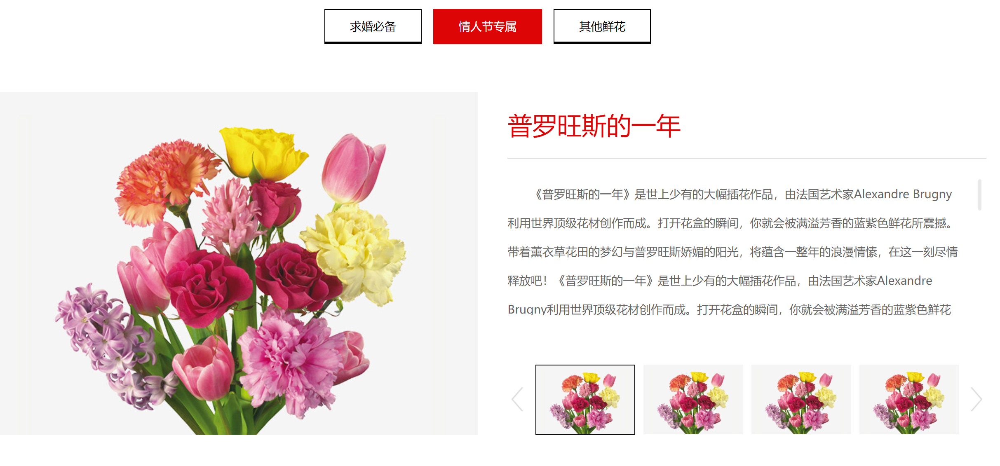 求婚必备
情人节专属
其他鲜花
普罗旺斯的一年
《普罗旺斯的一年》是世上少有的大幅插花作品，由法国艺术家Alexandre Brugny
利用世界顶级花材创作而成。打开花盒的瞬间，你就会被满溢芳香的蓝紫色鲜花所震撼。
带着薰衣草花田的梦幻与普罗旺斯娇媚的阳光，将蕴含一整年的浪漫情愫，在这一刻尽情
释放吧！《普罗旺斯的一年》是世上少有的大幅插花作品，由法国艺术家Alexandre
Brugny利用世界顶级花材创作而成。打开花盒的瞬间，你就会被满溢芳香的蓝紫色鲜花